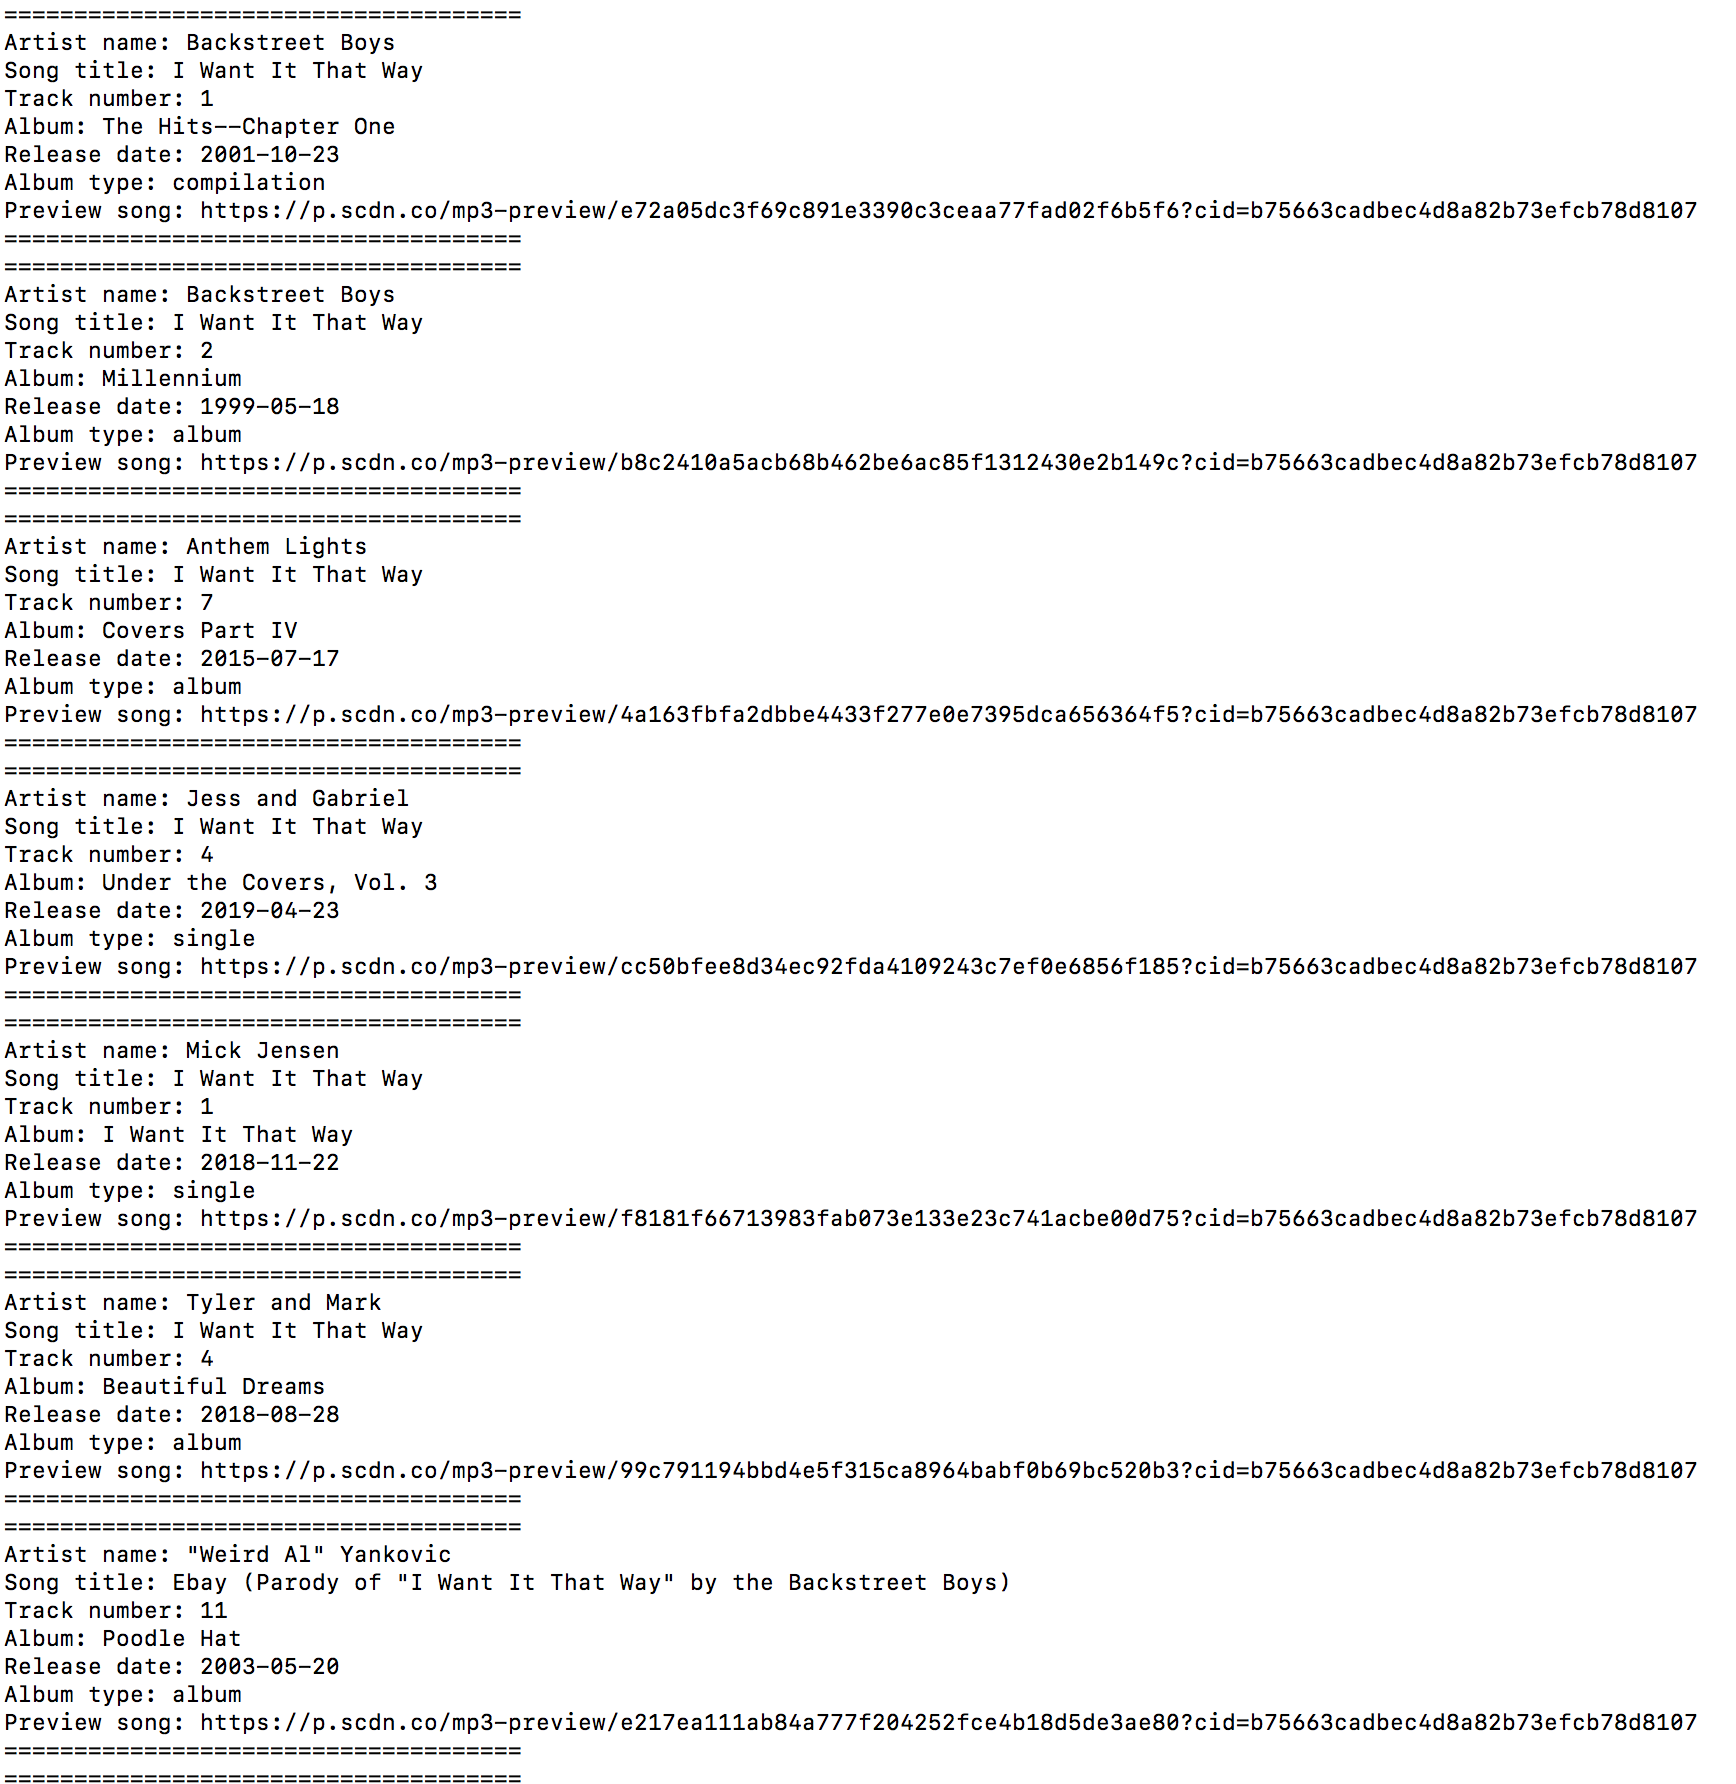 =====================================
Artist name: Backstreet Boys
Song title: I Want It That Way
Track number: 1
Album: The Hits--Chapter One
Release date: 2001-10-23
Album type: compilation
Preview song: https://p.scdn.co/mp3-preview/e72a05dc3f69c891e3390c3ceaa77fad02f6b5f6?cid=b75663cadbec4d8a82b73efcb78d8107
=====================================
=====================================
Artist name: Backstreet Boys
Song title: I Want It That Way
Track number: 2
Album: Millennium
Release date: 1999-05-18
Album type: album
Preview song: https://p.scdn.co/mp3-preview/b8c2410a5acb68b462be6ac85f1312430e2b149c?cid=b75663cadbec4d8a82b73efcb78d8107
=====================================
=====================================
Artist name: Anthem Lights
Song title: I Want It That Way
Track number: 7
Album: Covers Part IV
Release date: 2015-07-17
Album type: album
Preview song: https://p.scdn.co/mp3-preview/4a163fbfa2dbbe4433f277e0e7395dca656364f5?cid=b75663cadbec4d8a82b73efcb78d8107
=====================================
=====================================
Artist name: Jess and Gabriel
Song title: I Want It That Way
Track number: 4
Album: Under the Covers, Vol. 3
Release date: 2019-04-23
Album type: single
Preview song: https://p.scdn.co/mp3-preview/cc50bfee8d34ec92fda4109243c7ef0e6856f185?cid=b75663cadbec4d8a82b73efcb78d8107
=====================================
=====================================
Artist name: Mick Jensen
Song title: I Want It That Way
Track number: 1
Album: I Want It That Way
Release date: 2018-11-22
Album type: single
Preview song: https://p.scdn.co/mp3-preview/f8181f66713983fab073e133e23c741acbe00d75?cid=b75663cadbec4d8a82b73efcb78d8107
=====================================
=====================================
Artist name: Tyler and Mark
Song title: I Want It That Way
Track number: 4
Album: Beautiful Dreams
Release date: 2018-08-28
Album type: album
Preview song: https://p.scdn.co/mp3-preview/99c791194bbd4e5f315ca8964babf0b69bc520b3?cid=b75663cadbec4d8a82b73efcb78d8107
=====================================
=====================================
Artist name: "Weird Al" Yankovic
Song title: Ebay (Parody of "I Want It That Way" by the Backstreet Boys)
Track number: 11
Album: Poodle Hat
Release date: 2003-05-20
Album type: album
Preview song: https://p.scdn.co/mp3-preview/e217ea111ab84a777f204252fce4b18d5de3ae80?cid=b75663cadbec4d8a82b73efcb78d8107
=====================================
=====================================